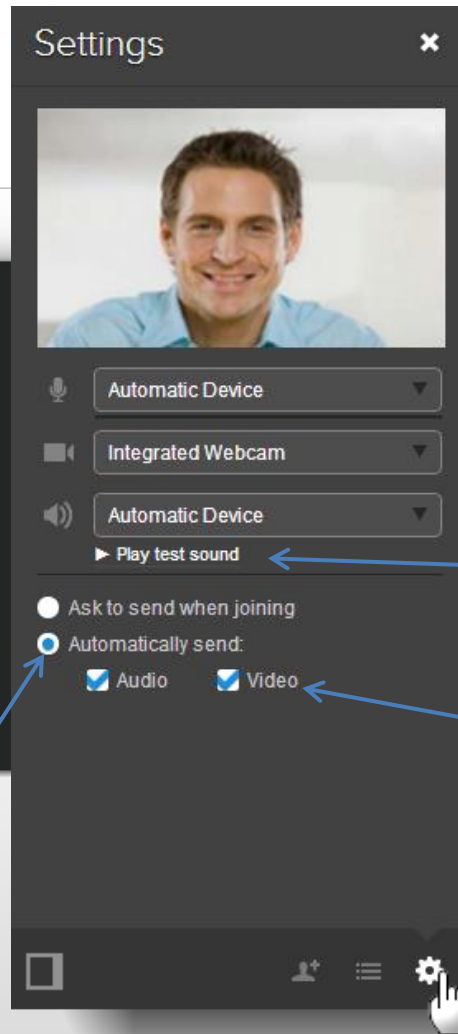 Settings
Automatic Device
Integrated Webcam
Automatic Device
► Play test sound
Ask to send when joining
Automatically send:
Audio Video